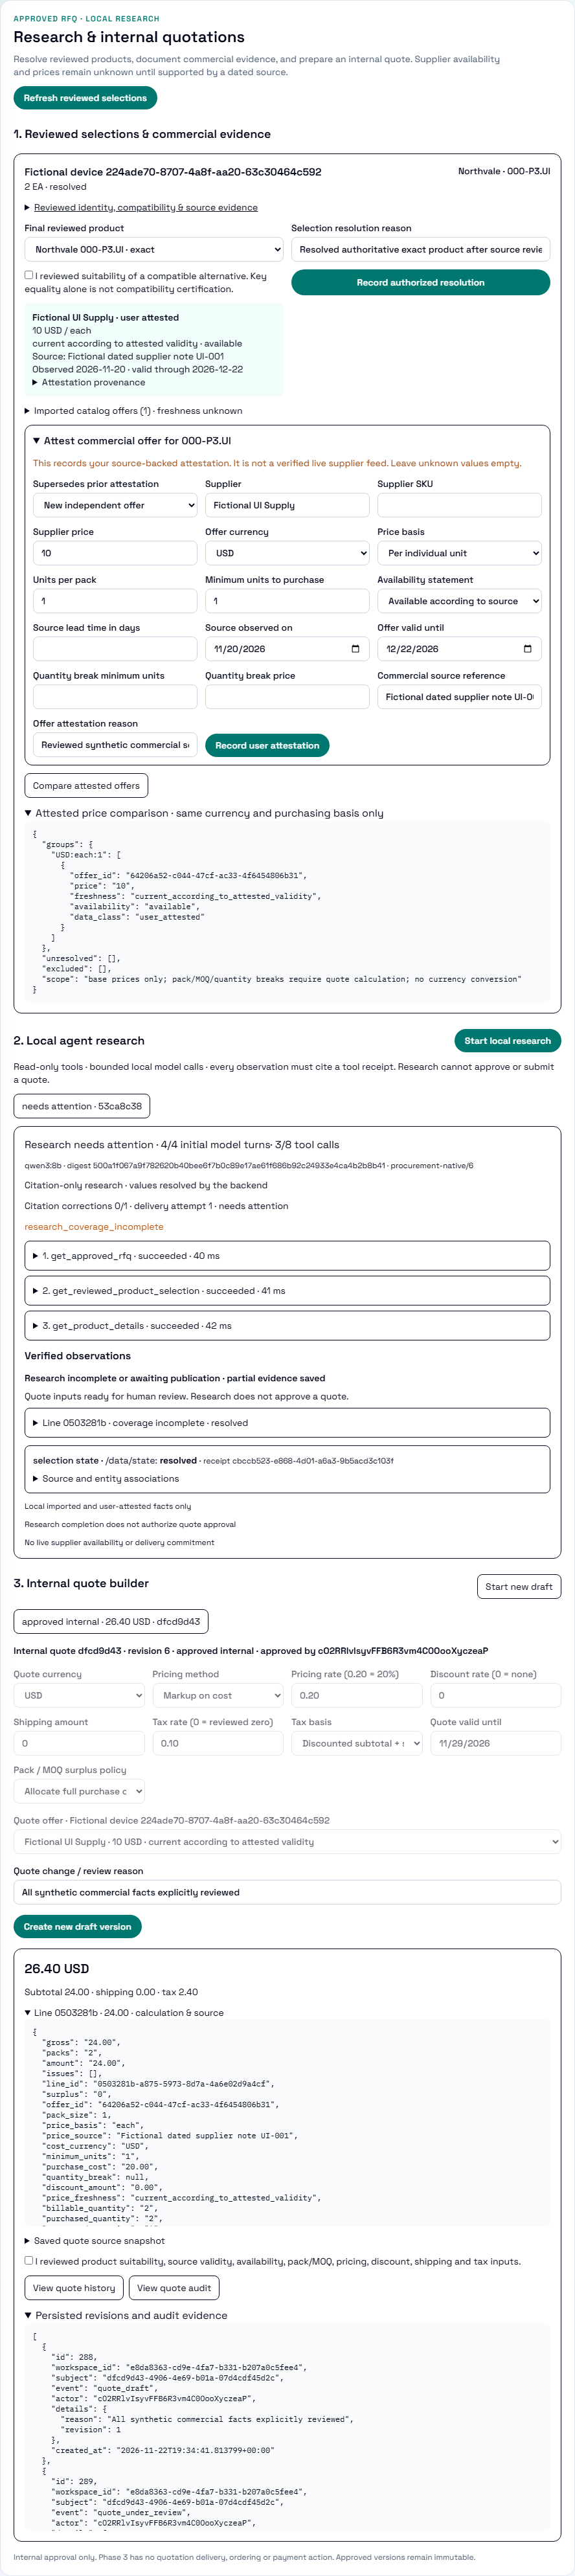 APPROVED RFQ · LOCAL RESEARCH
Research & internal quotations
Resolve reviewed products, document commercial evidence, and prepare an internal quote. Supplier availability
and prices remain unknown until supported by a dated source.
Refresh reviewed selections
1. Reviewed selections & commercial evidence
Fictional device 224ade70-8707-4a8f-aa20-63c30464c592
Northvale · 000-P3.UI
2 EA · resolved
Reviewed identity, compatibility & source evidence
Final reviewed product
Selection resolution reason
Northvale 000-P3.UI · exact
Resolved authoritative exact product after source revie
I reviewed suitability of a compatible alternative. Key
equality alone is not compatibility certification.
Record authorized resolution
Fictional UI Supply · user attested
10 USD / each
current according to attested validity · available
Source: Fictional dated supplier note UI-001
Observed 2026-11-20 · valid through 2026-12-22
Attestation provenance
Imported catalog offers (1) · freshness unknown
Attest commercial offer for 000-P3.UI
This records your source-backed attestation. It is not a verified live supplier feed. Leave unknown values empty.
Supersedes prior attestation
Supplier
Supplier SKU
New independent offer
Fictional UI Supply
Supplier price
Offer currency
Price basis
10
USD
Per individual unit
Units per pack
Minimum units to purchase
Availability statement
1
1
Available according to source
Source lead time in days
Source observed on
Offer valid until
11/20/2026
12/22/2026
Quantity break minimum units
Quantity break price
Commercial source reference
Fictional dated supplier note UI-00
Offer attestation reason
Reviewed synthetic commercial so
Record user attestation
Compare attested offers
Attested price comparison · same currency and purchasing basis only
{
"groups": {
"USD:each:1": [
{
"offer_id": "64206a52-c044-47cf-ac33-4f6454806b31",
"price": "10",
"freshness": "current_according_to_attested_validity",
"availability": "available",
"data_class": "user_attested"
}
]
},
"unresolved": [],
"excluded": [],
"scope": "base prices only; pack/MOQ/quantity breaks require quote calculation; no currency conversion"
}
2. Local agent research
Start local research
Read-only tools · bounded local model calls · every observation must cite a tool receipt. Research cannot approve or submit
a quote.
needs attention · 53ca8c38
Research needs attention · 4/4 initial model turns· 3/8 tool calls
qwen3:8b · digest 500a1f067a9f782620b40bee6f7b0c89e17ae61f686b92c24933e4ca4b2b8b41 · procurement-native/6
Citation-only research · values resolved by the backend
Citation corrections 0/1 · delivery attempt 1 · needs attention
research_coverage_incomplete
1. get_approved_rfq · succeeded · 40 ms
2. get_reviewed_product_selection · succeeded · 41 ms
3. get_product_details · succeeded · 42 ms
Verified observations
Research incomplete or awaiting publication · partial evidence saved
Quote inputs ready for human review. Research does not approve a quote.
Line 0503281b · coverage incomplete · resolved
selection state · /data/state: resolved · receipt cbccb523-e868-4d01-a6a3-9b5acd3c103f
Source and entity associations
Local imported and user-attested facts only
Research completion does not authorize quote approval
No live supplier availability or delivery commitment
3. Internal quote builder
Start new draft
approved internal · 26.40 USD · dfcd9d43
Internal quote dfcd9d43 · revision 6 · approved internal · approved by cO2RRlvIsyvFFB6R3vm4C0OooXyczeaP
Quote currency
Pricing method
Pricing rate (0.20 = 20%)
Discount rate (0 = none)
USD
Markup on cost
0.20
0
Shipping amount
Tax rate (0 = reviewed zero)
Tax basis
Quote valid until
0
0.10
Discounted subtotal + s
11/29/2026
Pack / MOQ surplus policy
Allocate full purchase c
Quote offer · Fictional device 224ade70-8707-4a8f-aa20-63c30464c592
Fictional UI Supply · 10 USD · current according to attested validity
Quote change / review reason
All synthetic commercial facts explicitly reviewed
Create new draft version
26.40 USD
Subtotal 24.00 · shipping 0.00 · tax 2.40
Line 0503281b · 24.00 · calculation & source
{
"gross": "24.00",
"packs": "2",
"amount": "24.00",
"issues": [],
"line_id": "0503281b-a875-5973-8d7a-4a6e02d9a4cf",
"surplus": "0",
"offer_id": "64206a52-c044-47cf-ac33-4f6454806b31",
"pack_size": 1,
"price_basis": "each",
"price_source": "Fictional dated supplier note UI-001",
"cost_currency": "USD",
"minimum_units": "1",
"purchase_cost": "20.00",
"quantity_break": null,
"discount_amount": "0.00",
"price_freshness": "current_according_to_attested_validity",
"billable_quantity": "2",
"purchased_quantity": "2",
Saved quote source snapshot
I reviewed product suitability, source validity, availability, pack/MOQ, pricing, discount, shipping and tax inputs.
View quote history
View quote audit
Persisted revisions and audit evidence
[
{
"id": 288,
"workspace_id": "e8da8363-cd9e-4fa7-b331-b207a0c5fee4",
"subject": "dfcd9d43-4906-4e69-b01a-07d4cdf45d2c",
"event": "quote_draft",
"actor": "cO2RRlvIsyvFFB6R3vm4C0OooXyczeaP",
"details": {
"reason": "All synthetic commercial facts explicitly reviewed",
"revision": 1
},
"created_at": "2026-11-22T19:34:41.813799+00:00"
},
{
"id": 289,
"workspace_id": "e8da8363-cd9e-4fa7-b331-b207a0c5fee4",
"subject": "dfcd9d43-4906-4e69-b01a-07d4cdf45d2c",
"event": "quote_under_review",
"actor": "cO2RRlvIsyvFFB6R3vm4C0OooXyczeaP",
Internal approval only. Phase 3 has no quotation delivery, ordering or payment action. Approved versions remain immutable.